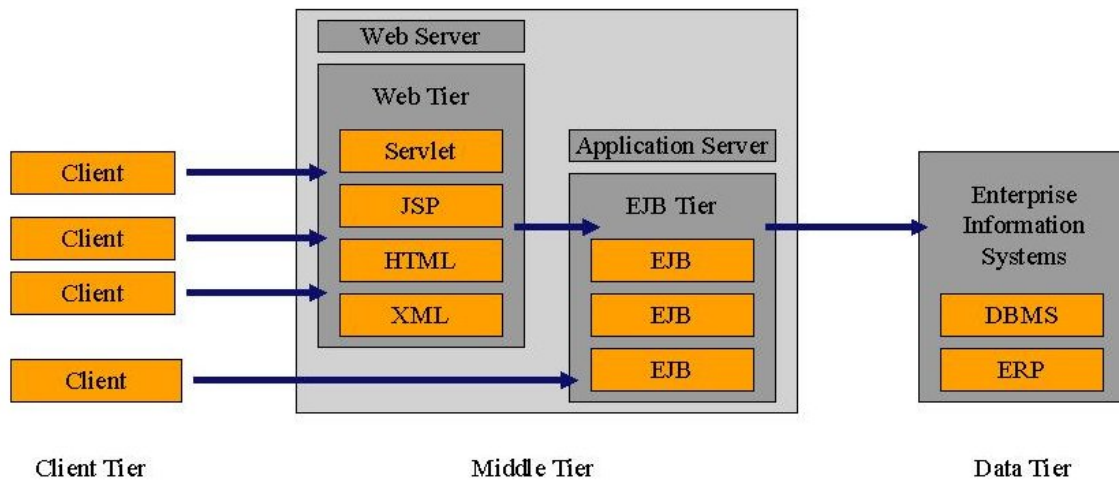 Web Server
Web Tier
Servlet
JSP
HTML
XML
Application Server
EJB Tier
EJB
EJB
EJB
Client
Client
Client
Client
Enterprise
Information
Systems
DBMS
ERP
Client Tier
Middle Tier
Data Tier